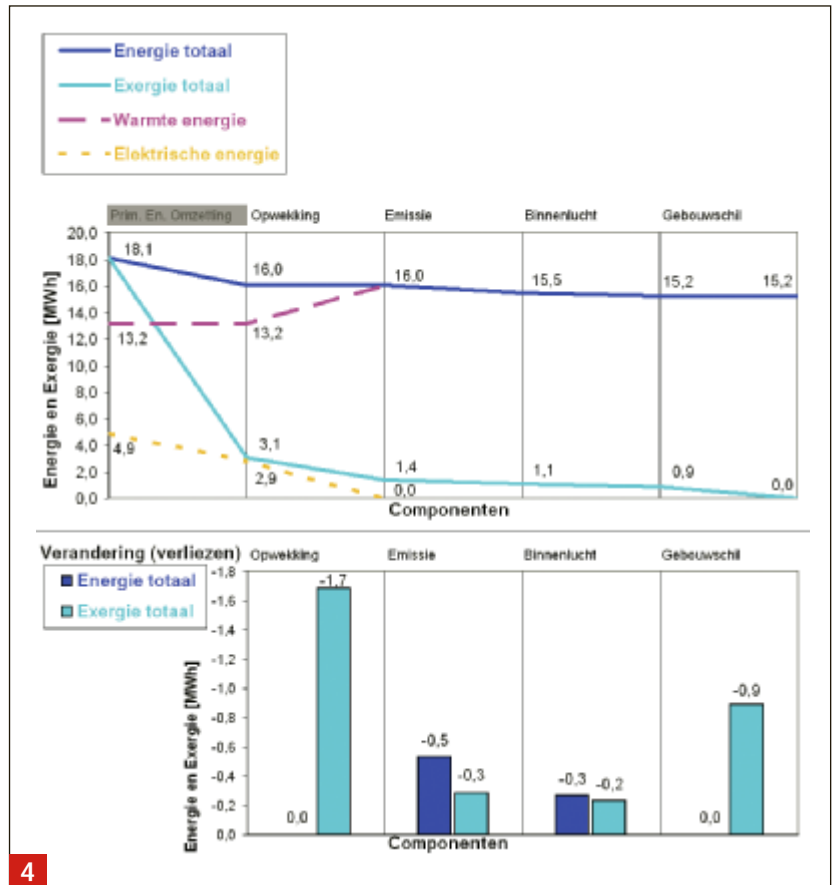 Energie totaal
Exergie totaal
Warmte energie
Elektrische energie
Prim. En. Omzetting Opwekking Emissie Binnenlucht Gebouwschil
Energie en Exergie [MWh]
20,0
18,0
16,0
14,0
12,0
10,0
8,0
6,0
4,0
2,0
0,0
18,1 16,0 16,0 15,5 15,2 15,2
13,2 13,2
3,1 1,4 1,1 0,9 0,0
4,9 2,9 0,0
Componenten
Verandering (verliezen) Opwekking Emissie Binnenlucht Gebouwschil
Energie totaal
Exergie totaal
Energie en Exergie [MWh]
-1,8
-1,6
-1,4
-1,2
-1,0
-0,8
-0,6
-0,4
-0,2
0,0
0,0 -1,7 -0,5 -0,3 -0,3 -0,2 0,0 -0,9
Componenten
4